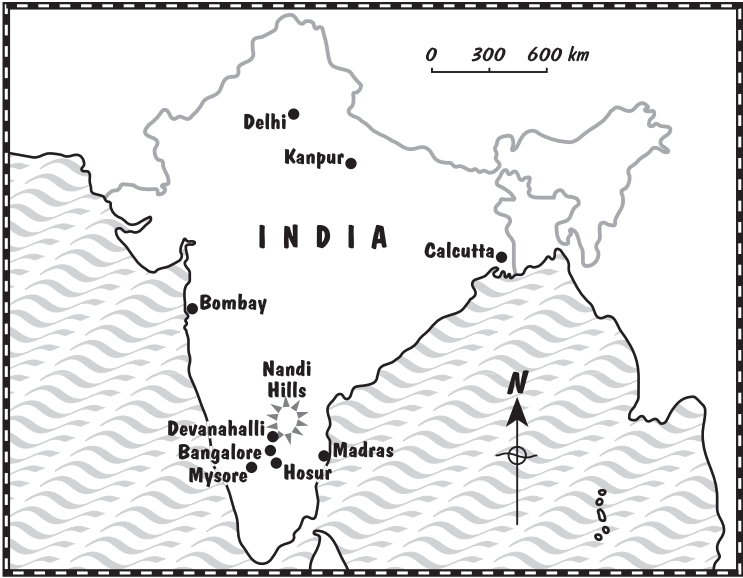 0 300 600 km
Delhi
Kanpur
INDIA
Calcutta
Bombay
Nandi
Hills
N
Devanahalli
Bangalore
Madras
Mysore
Hosur